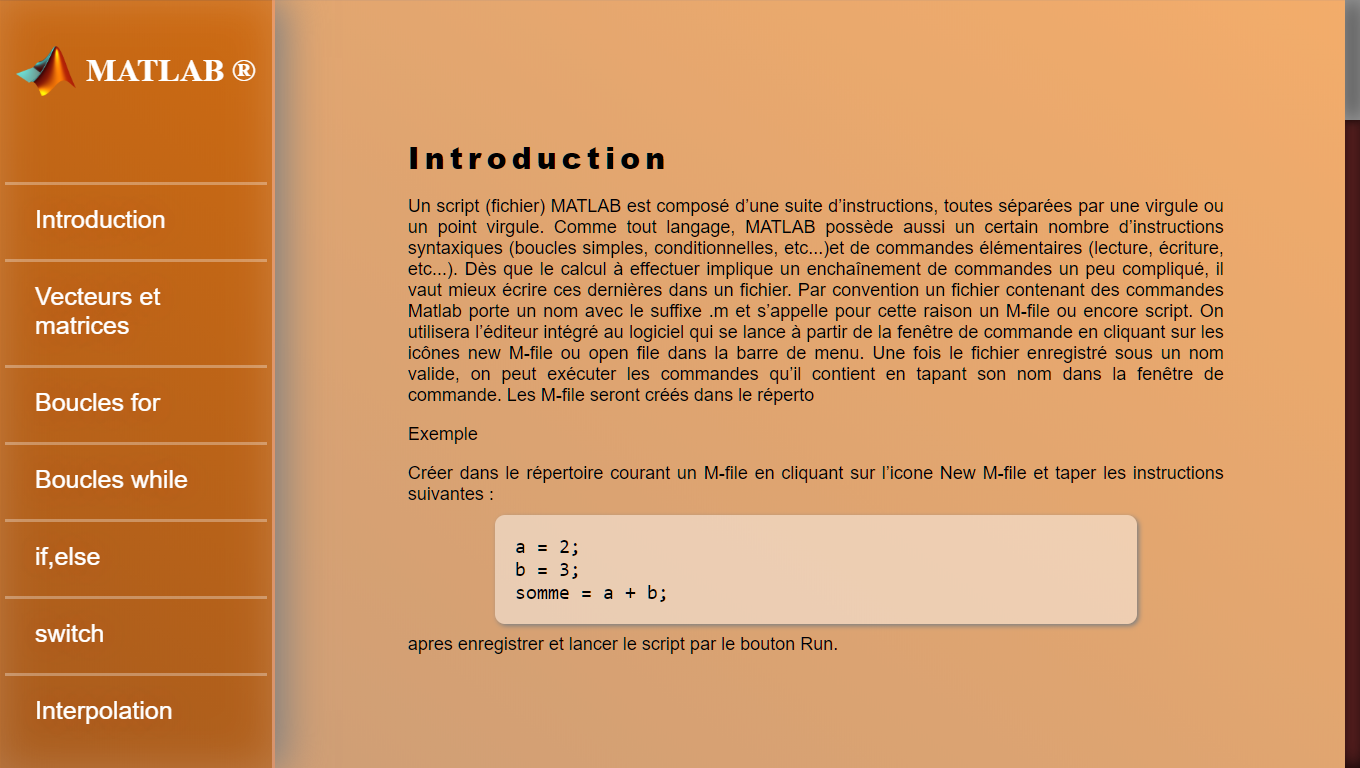 MATLAB ®
Introduction
Vecteurs et
matrices
Boucles for
Boucles while
if,else
switch
Interpolation
Introduction
Un script (fichier) MATLAB est composé d’une suite d’instructions, toutes séparées par une virgule ou
un point virgule. Comme tout langage, MATLAB possède aussi un certain nombre d’instructions
syntaxiques (boucles simples, conditionnelles, etc...)et de commandes élémentaires (lecture, écriture,
etc...). Dès que le calcul à effectuer implique un enchaînement de commandes un peu compliqué, il
vaut mieux écrire ces dernières dans un fichier. Par convention un fichier contenant des commandes
Matlab porte un nom avec le suffixe .m et s’appelle pour cette raison un M-file ou encore script. On
utilisera l’éditeur intégré au logiciel qui se lance à partir de la fenêtre de commande en cliquant sur les
icônes new M-file ou open file dans la barre de menu. Une fois le fichier enregistré sous un nom
valide, on peut exécuter les commandes qu’il contient en tapant son nom dans la fenêtre de
commande. Les M-file seront créés dans le réperto
Exemple
Créer dans le répertoire courant un M-file en cliquant sur l’icone New M-file et taper les instructions
suivantes :
a = 2;
b = 3;
somme = a + b;
apres enregistrer et lancer le script par le bouton Run.